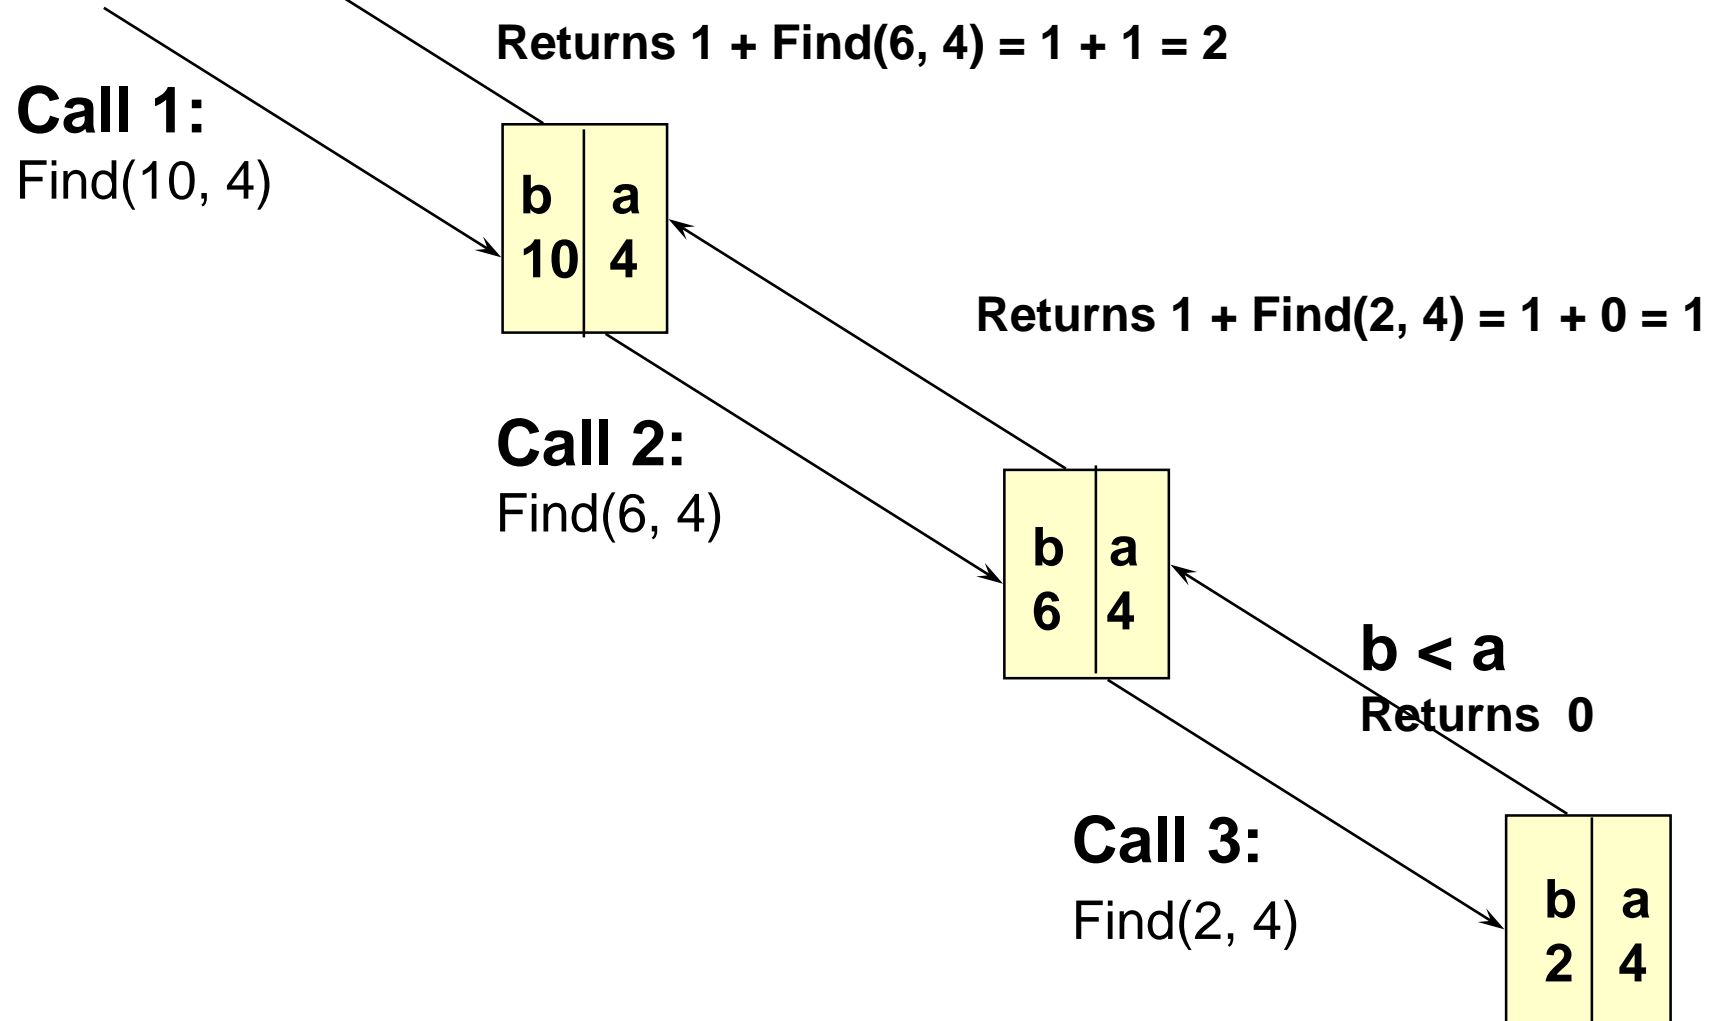 Returns 1 + Find(6, 4) = 1 + 1 = 2
Call 1:
Find(10, 4)
b a
10 4
Returns 1 + Find(2, 4) = 1 + 0 = 1
Call 2:
Find(6, 4)
b a
6 4
b < a
Returns 0
Call 3:
Find(2, 4)
b a
2 4